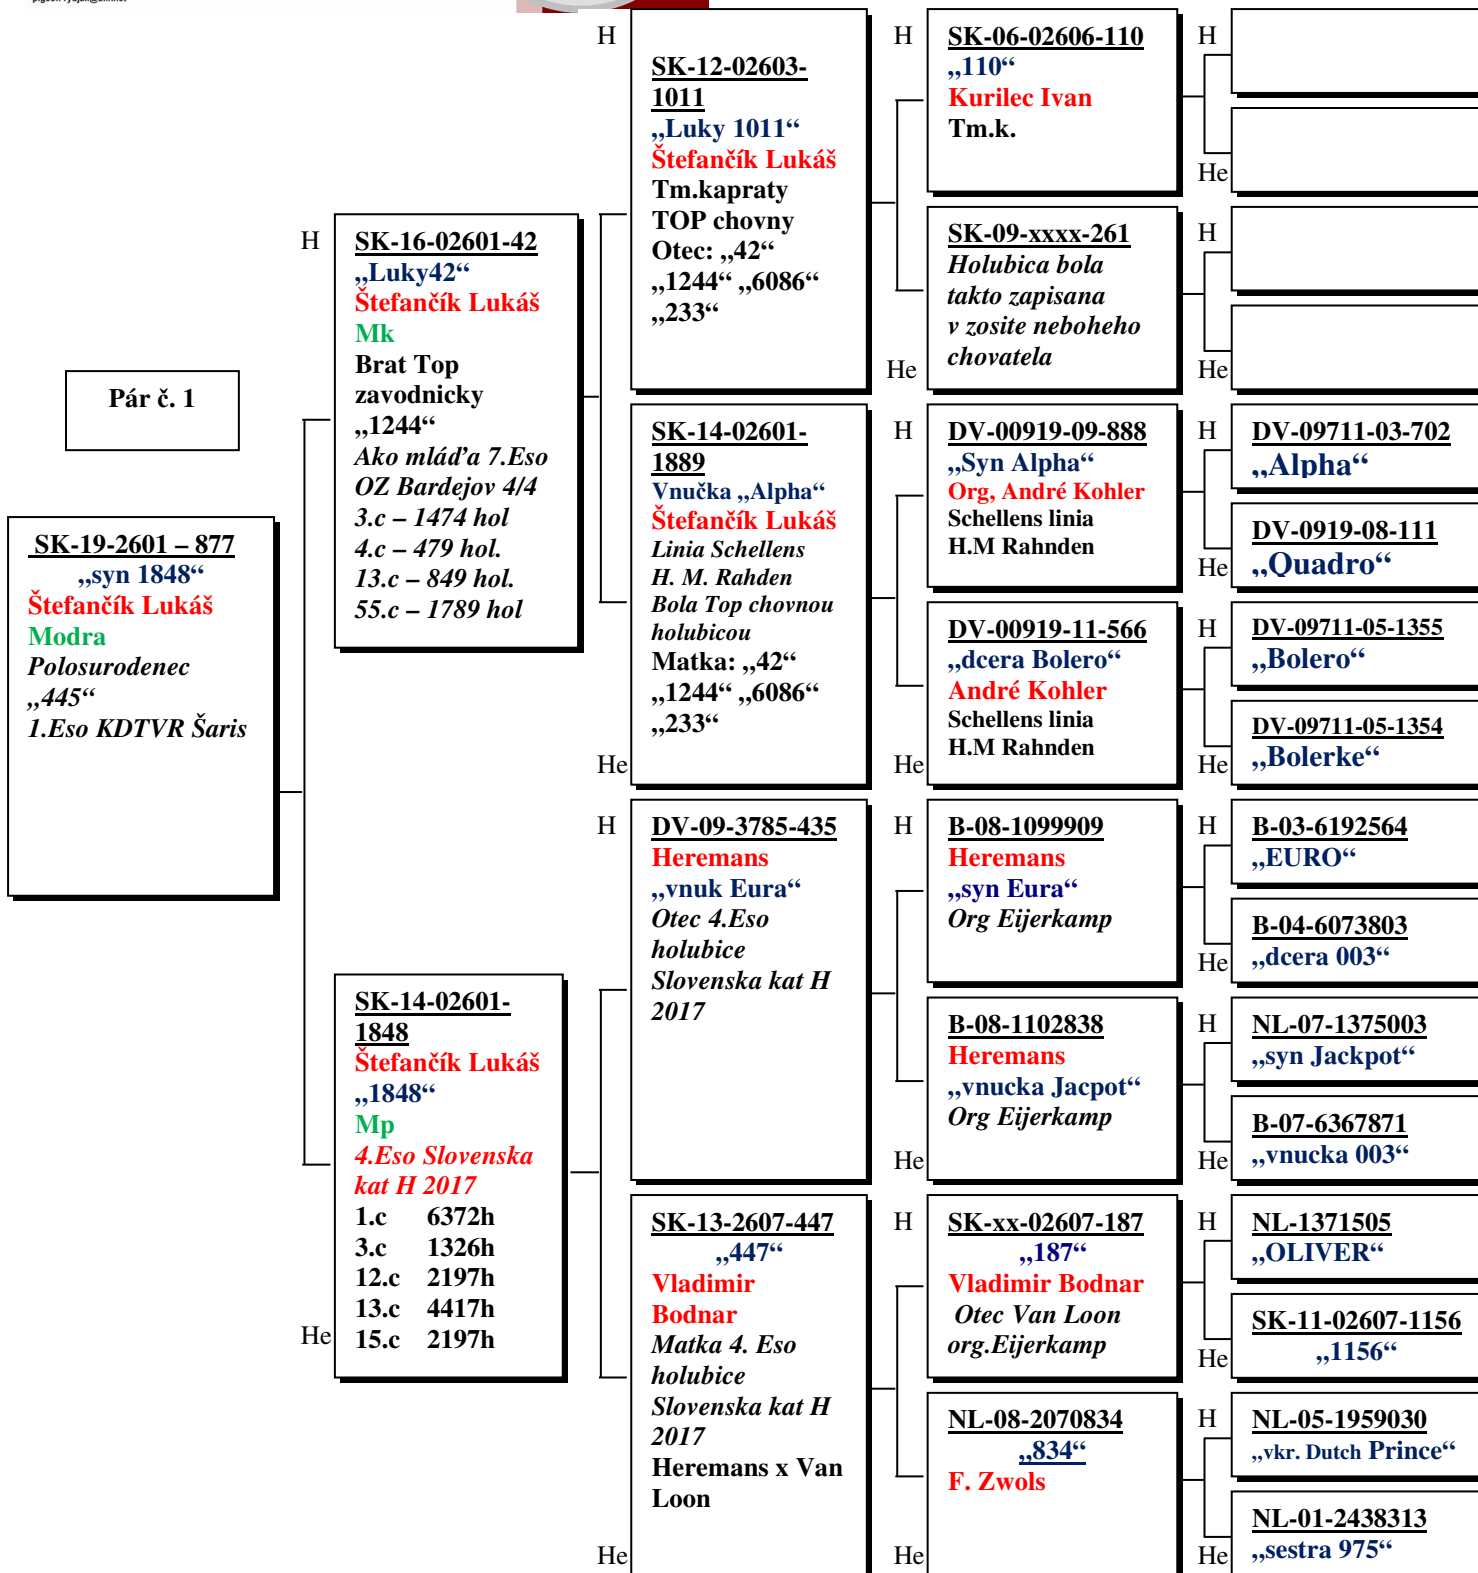 Pár č. 1
SK-19-2601 – 877
„syn 1848“
Štefančík Lukáš
Modra
Polosurodenec
„445“
1.Eso KDTVR Šaris
H
SK-16-02601-42
„Luky42“
Štefančík Lukáš
Mk
Brat Top
zavodnicky
„1244“
Ako mláďa 7.Eso
OZ Bardejov 4/4
3.c – 1474 hol
4.c – 479 hol.
13.c – 849 hol.
55.c – 1789 hol
He
SK-14-02601-
1848
Štefančík Lukáš
„1848“
Mp
4.Eso Slovenska
kat H 2017
1.c 6372h
3.c 1326h
12.c 2197h
13.c 4417h
15.c 2197h
H
SK-12-02603-
1011
„Luky 1011“
Štefančík Lukáš
Tm.kapraty
TOP chovny
Otec: „42“
„1244“ „6086“
„233“
He
SK-14-02601-
1889
Vnučka „Alpha“
Štefančík Lukáš
Linia Schellens
H. M. Rahden
Bola Top chovnou
holubicou
Matka: „42“
„1244“ „6086“
„233“
H
DV-09-3785-435
Heremans
„vnuk Eura“
Otec 4.Eso
holubice
Slovenska kat H
2017
He
SK-13-2607-447
„447“
Vladimir
Bodnar
Matka 4. Eso
holubice
Slovenska kat H
2017
Heremans x Van
Loon
H
SK-06-02606-110
„110“
Kurilec Ivan
Tm.k.
He
SK-09-xxxx-261
Holubica bola
takto zapisana
v zosite neboheho
chovatela
H
DV-00919-09-888
„Syn Alpha“
Org, André Kohler
Schellens linia
H.M Rahnden
He
DV-00919-11-566
„dcera Bolero“
André Kohler
Schellens linia
H.M Rahnden
H
B-08-1099909
Heremans
„syn Eura“
Org Eijerkamp
He
B-08-1102838
Heremans
„vnucka Jacpot“
Org Eijerkamp
H
SK-xx-02607-187
„187“
Vladimir Bodnar
Otec Van Loon
org.Eijerkamp
He
NL-08-2070834
„834“
F. Zwols
H
He
H
He
H
DV-09711-03-702
„Alpha“
He
DV-0919-08-111
„Quadro“
H
DV-09711-05-1355
„Bolero“
He
DV-09711-05-1354
„Bolerke“
H
B-03-6192564
„EURO“
He
B-04-6073803
„dcera 003“
H
NL-07-1375003
„syn Jackpot“
He
B-07-6367871
„vnucka 003“
H
NL-1371505
„OLIVER“
He
SK-11-02607-1156
„1156“
H
NL-05-1959030
„vkr. Dutch Prince“
He
NL-01-2438313
„sestra 975“